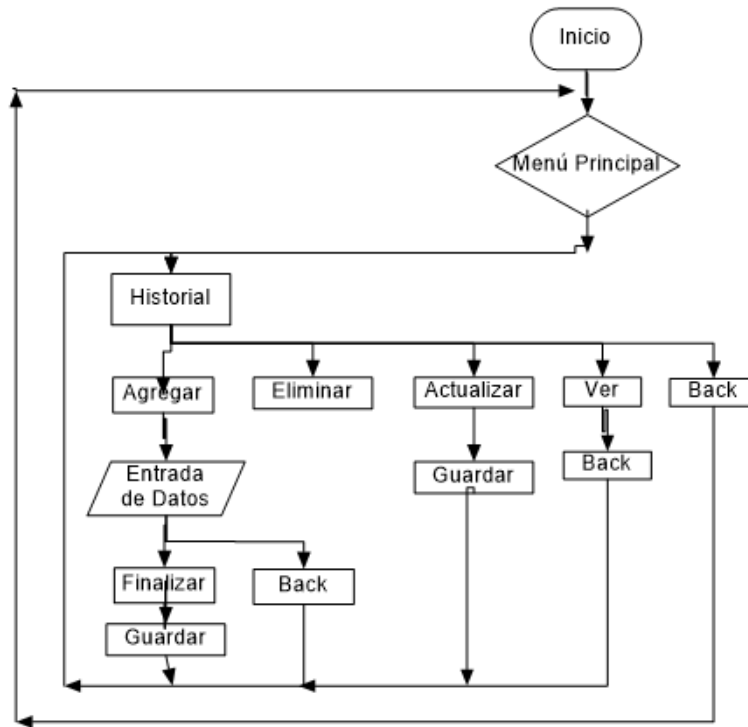 Inicio
Menú Principal
Historial
Agregar
Eliminar
Actualizar
Ver
Back
Entrada
de Datos
Guardar
Back
Finalizar
Back
Guardar